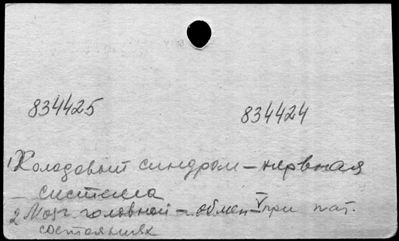 834425 834424
1) Холодовый синдром – нервная
система
2 Мозг головной – обмен при пат.
состояниях